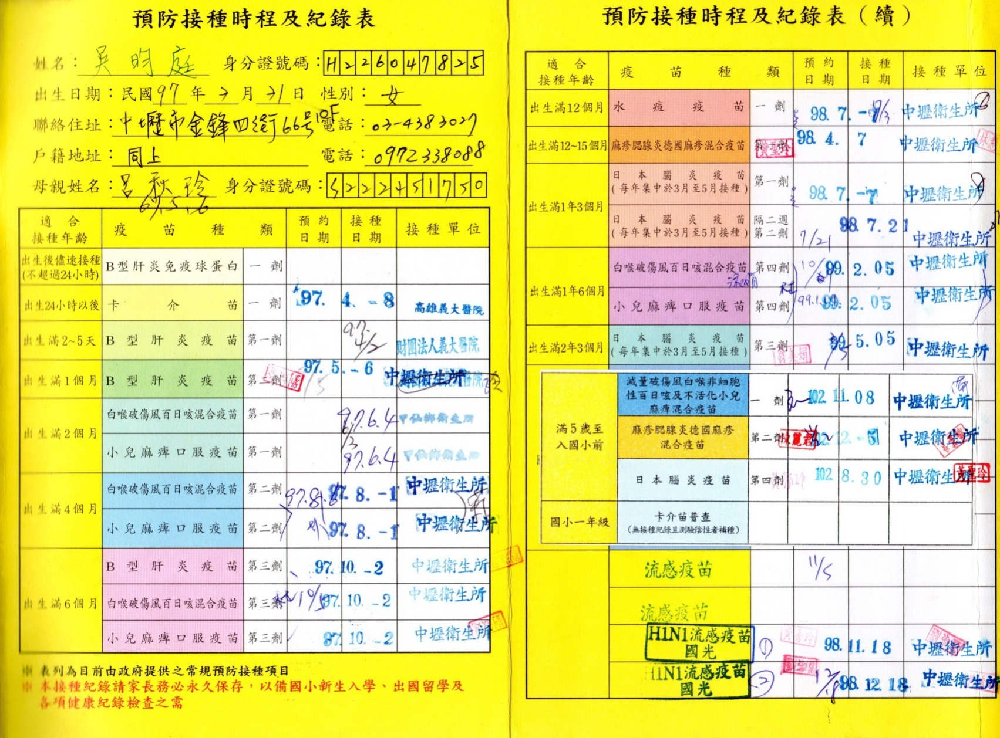 預防接種時程及紀錄表
姓名：吳昀庭 身分證號碼：H226047825
出生日期：民國97年3月31日 性別：女
聯絡住址：中壢市金鋒四街66號10F 電話：03-4383027
戶籍地址：同上 電話：0972338088
母親姓名：呂秋玲 身分證號碼：S222451750
67.5.6
適合接種年齡 疫苗種類 預約日期 接種日期 接種單位
出生後儘速接種(不超過24小時) B型肝炎免疫球蛋白 一劑
出生24小時以後 卡介苗 一劑 97. 4. -8 高雄義大醫院
出生滿2~5天 B型肝炎疫苗 第一劑 97. 4/2 財團法人義大醫院
出生滿1個月 B型肝炎疫苗 第二劑 97. 5. -6 中壢衛生所
出生滿2個月 白喉破傷風百日咳混合疫苗 第一劑 97.6.4 甲仙鄉衛生所
小兒麻痺口服疫苗 第一劑 97.6.4 甲仙鄉衛生所
出生滿4個月 白喉破傷風百日咳混合疫苗 第二劑 97. 8. -1 中壢衛生所
小兒麻痺口服疫苗 第二劑 97. 8. -1 中壢衛生所
出生滿6個月 B型肝炎疫苗 第三劑 97. 10. -2 中壢衛生所
白喉破傷風百日咳混合疫苗 第三劑 10/5 97. 10. -2 中壢衛生所
小兒麻痺口服疫苗 第三劑 97. 10. -2 中壢衛生所
※ 表列為目前由政府提供之常規預防接種項目
※ 本接種紀錄請家長務必永久保存，以備國小新生入學、出國留學及
各項健康紀錄檢查之需
預防接種時程及紀錄表（續）
適合接種年齡 疫苗種類 預約日期 接種日期 接種單位
出生滿12個月 水痘疫苗 一劑 98. 7. -7 中壢衛生所
出生滿12~15個月 麻疹腮腺炎德國麻疹混合疫苗 第一劑 98. 4. 7 中壢衛生所
出生滿1年3個月 日本腦炎疫苗(每年集中於3月至5月接種) 第一劑 98. 7. -7 中壢衛生所
日本腦炎疫苗(每年集中於3月至5月接種) 隔二週第二劑 7/21 98. 7. 21 中壢衛生所
出生滿1年6個月 白喉破傷風百日咳混合疫苗 第四劑 99. 2. 05 中壢衛生所
小兒麻痺口服疫苗 第四劑 99. 2. 05 中壢衛生所
出生滿2年3個月 日本腦炎疫苗(每年集中於3月至5月接種) 第三劑 99. 5. 05 中壢衛生所
滿5歲至入國小前 減量破傷風白喉非細胞性百日咳及不活化小兒麻痺混合疫苗 一劑 102 11. 08 中壢衛生所
麻疹腮腺炎德國麻疹混合疫苗 第二劑 中壢衛生所
日本腦炎疫苗 第四劑 102 8. 30 中壢衛生所 黃聖玲
國小一年級 卡介苗普查(無接種紀錄且測驗陰性者補種)
流感疫苗 11/5
流感疫苗
H1N1流感疫苗國光 ① 98. 11. 18 中壢衛生所
H1N1流感疫苗國光 ② 98. 12. 18 中壢衛生所